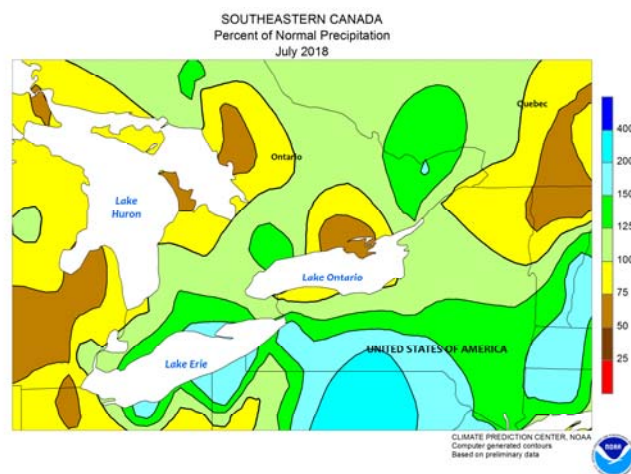 SOUTHEASTERN CANADA
Percent of Normal Precipitation
July 2018
Quebec
Ontario
Lake
Huron
Lake Ontario
Lake Erie
UNITED STATES OF AMERICA
400
200
150
125
100
75
50
25
CLIMATE PREDICTION CENTER, NOAA
Computer generated contours
Based on preliminary data
NOAA